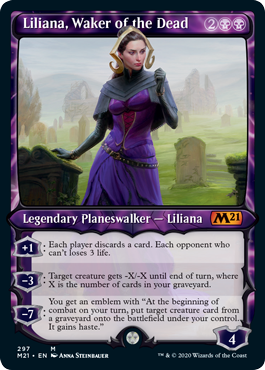 Liliana, Waker of the Dead 2
M21
Legendary Planeswalker — Liliana
+1: Each player discards a card. Each opponent who
can't loses 3 life.
-3: Target creature gets -X/-X until end of turn, where
X is the number of cards in your graveyard.
You get an emblem with "At the beginning of
-7: combat on your turn, put target creature card
from a graveyard onto the battlefield under your control.
It gains haste."
4
297 M
M21 • EN Anna Steinbauer
™ & © 2020 Wizards of the Coast